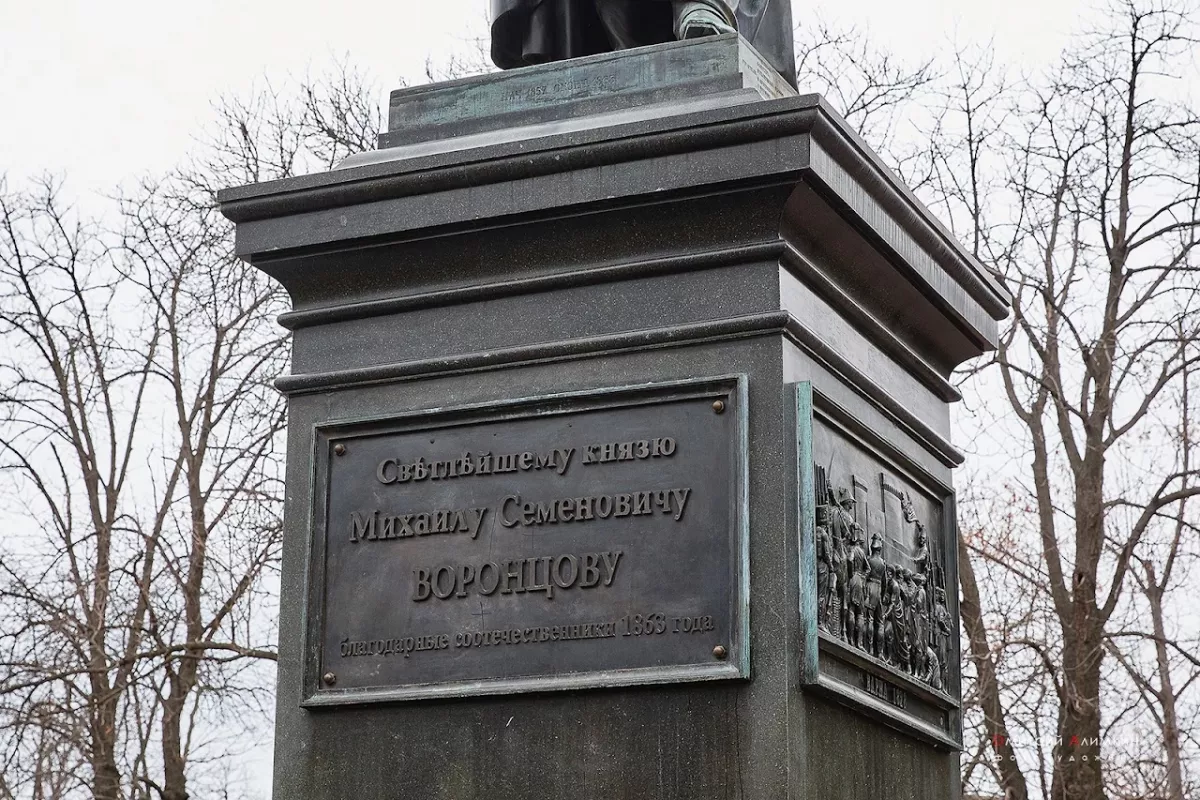 Свѣтлѣйшему князю
Михаилу Семеновичу
ВОРОНЦОВУ
благодарные соотечественники 1863 года